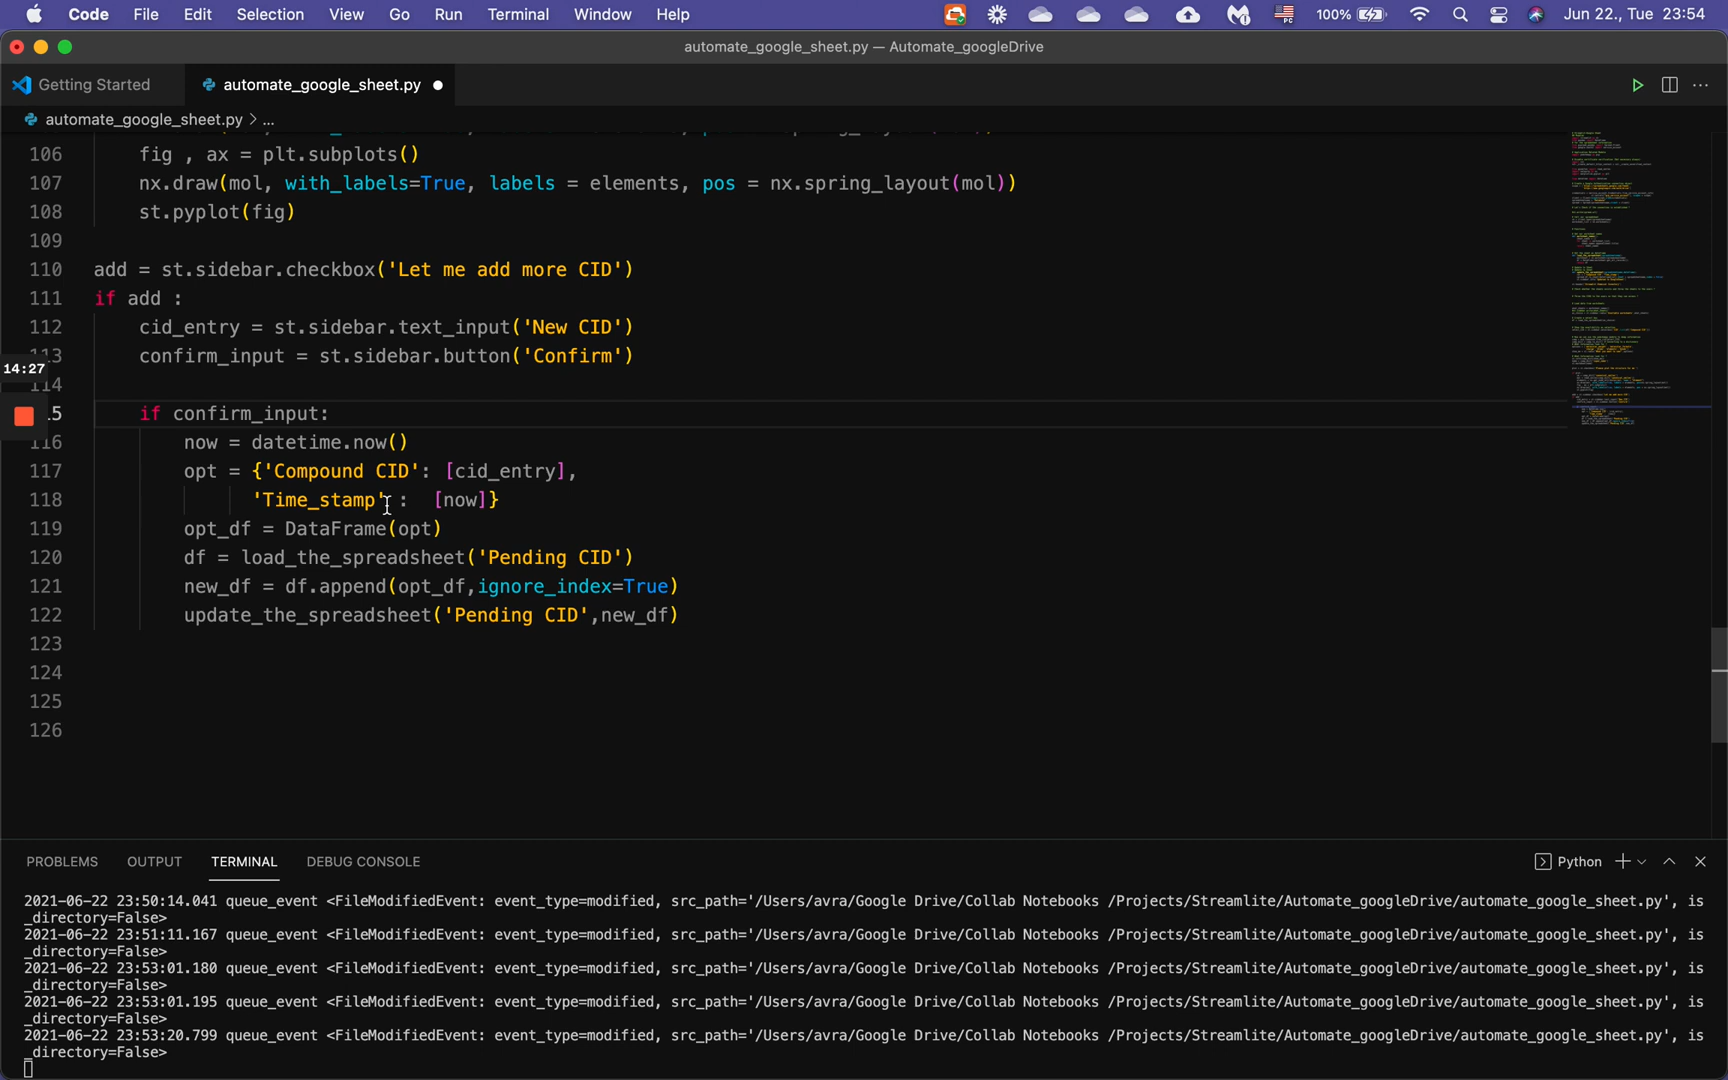 Code File Edit Selection View Go Run Terminal Window Help 100% Jun 22., Tue 23:54
automate_google_sheet.py — Automate_googleDrive
Getting Started automate_google_sheet.py
automate_google_sheet.py > ...
106 fig , ax = plt.subplots()
107 nx.draw(mol, with_labels=True, labels = elements, pos = nx.spring_layout(mol))
108 st.pyplot(fig)
109
110 add = st.sidebar.checkbox('Let me add more CID')
111 if add :
112 cid_entry = st.sidebar.text_input('New CID')
113 confirm_input = st.sidebar.button('Confirm')
14:27
114
115 if confirm_input:
116 now = datetime.now()
117 opt = {'Compound CID': [cid_entry],
118 'Time_stamp' : [now]}
119 opt_df = DataFrame(opt)
120 df = load_the_spreadsheet('Pending CID')
121 new_df = df.append(opt_df,ignore_index=True)
122 update_the_spreadsheet('Pending CID',new_df)
123
124
125
126
PROBLEMS OUTPUT TERMINAL DEBUG CONSOLE Python
2021-06-22 23:50:14.041 queue_event <FileModifiedEvent: event_type=modified, src_path='/Users/avra/Google Drive/Collab Notebooks /Projects/Streamlite/Automate_googleDrive/automate_google_sheet.py', is
_directory=False>
2021-06-22 23:51:11.167 queue_event <FileModifiedEvent: event_type=modified, src_path='/Users/avra/Google Drive/Collab Notebooks /Projects/Streamlite/Automate_googleDrive/automate_google_sheet.py', is
_directory=False>
2021-06-22 23:53:01.180 queue_event <FileModifiedEvent: event_type=modified, src_path='/Users/avra/Google Drive/Collab Notebooks /Projects/Streamlite/Automate_googleDrive/automate_google_sheet.py', is
_directory=False>
2021-06-22 23:53:01.195 queue_event <FileModifiedEvent: event_type=modified, src_path='/Users/avra/Google Drive/Collab Notebooks /Projects/Streamlite/Automate_googleDrive/automate_google_sheet.py', is
_directory=False>
2021-06-22 23:53:20.799 queue_event <FileModifiedEvent: event_type=modified, src_path='/Users/avra/Google Drive/Collab Notebooks /Projects/Streamlite/Automate_googleDrive/automate_google_sheet.py', is
_directory=False>